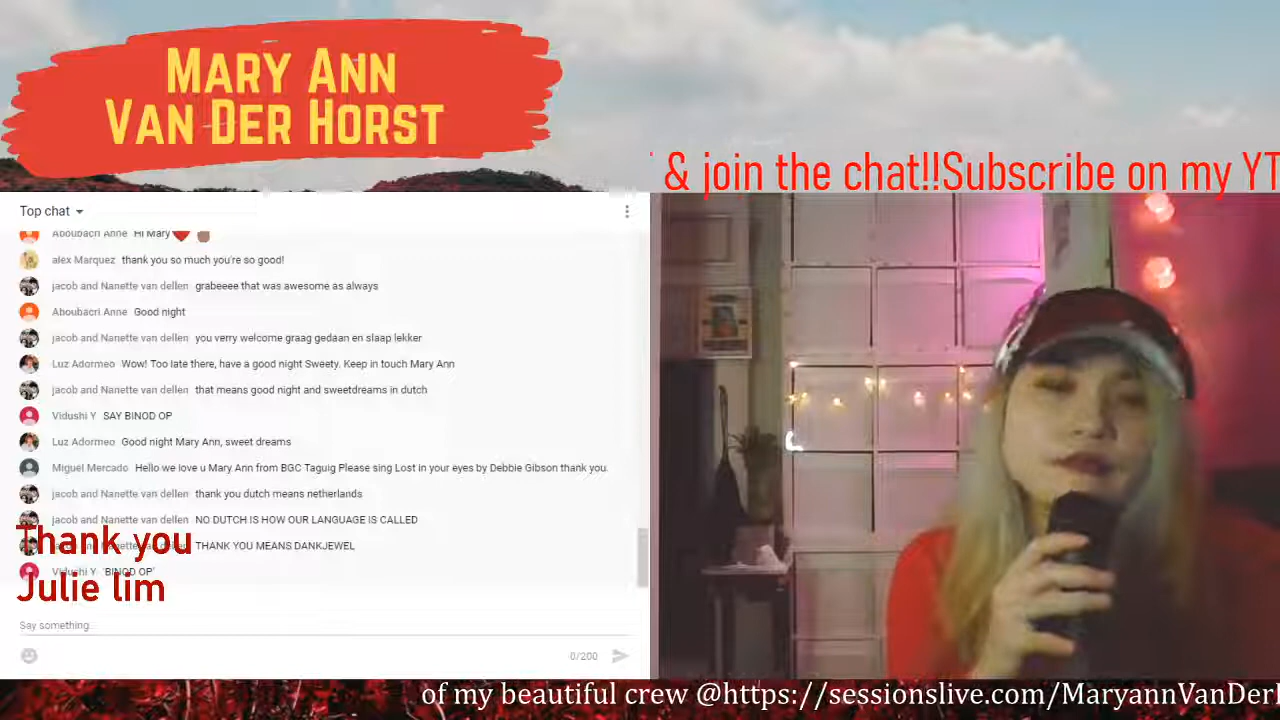 MARY ANN
VAN DER HORST
& join the chat!!Subscribe on my YT
Top chat
Aboubacri Anne Hi Mary
alex Marquez thank you so much you're so good!
jacob and Nanette van dellen grabeeee that was awesome as always
Aboubacri Anne Good night
jacob and Nanette van dellen you verry welcome graag gedaan en slaap lekker
Luz Adormeo Wow! Too late there, have a good night Sweety. Keep in touch Mary Ann
jacob and Nanette van dellen that means good night and sweetdreams in dutch
Vidushi Y SAY BINOD OP
Luz Adormeo Good night Mary Ann, sweet dreams
Miguel Mercado Hello we love u Mary Ann from BGC Taguig Please sing Lost in your eyes by Debbie Gibson thank you.
jacob and Nanette van dellen thank you dutch means netherlands
jacob and Nanette van dellen NO DUTCH IS HOW OUR LANGUAGE IS CALLED
THANK YOU MEANS DANKJEWEL
Thank you
Vidushi Y 'BINOD OP'
Julie lim
Say something...
0/200
of my beautiful crew @https://sessionslive.com/MaryannVanDer